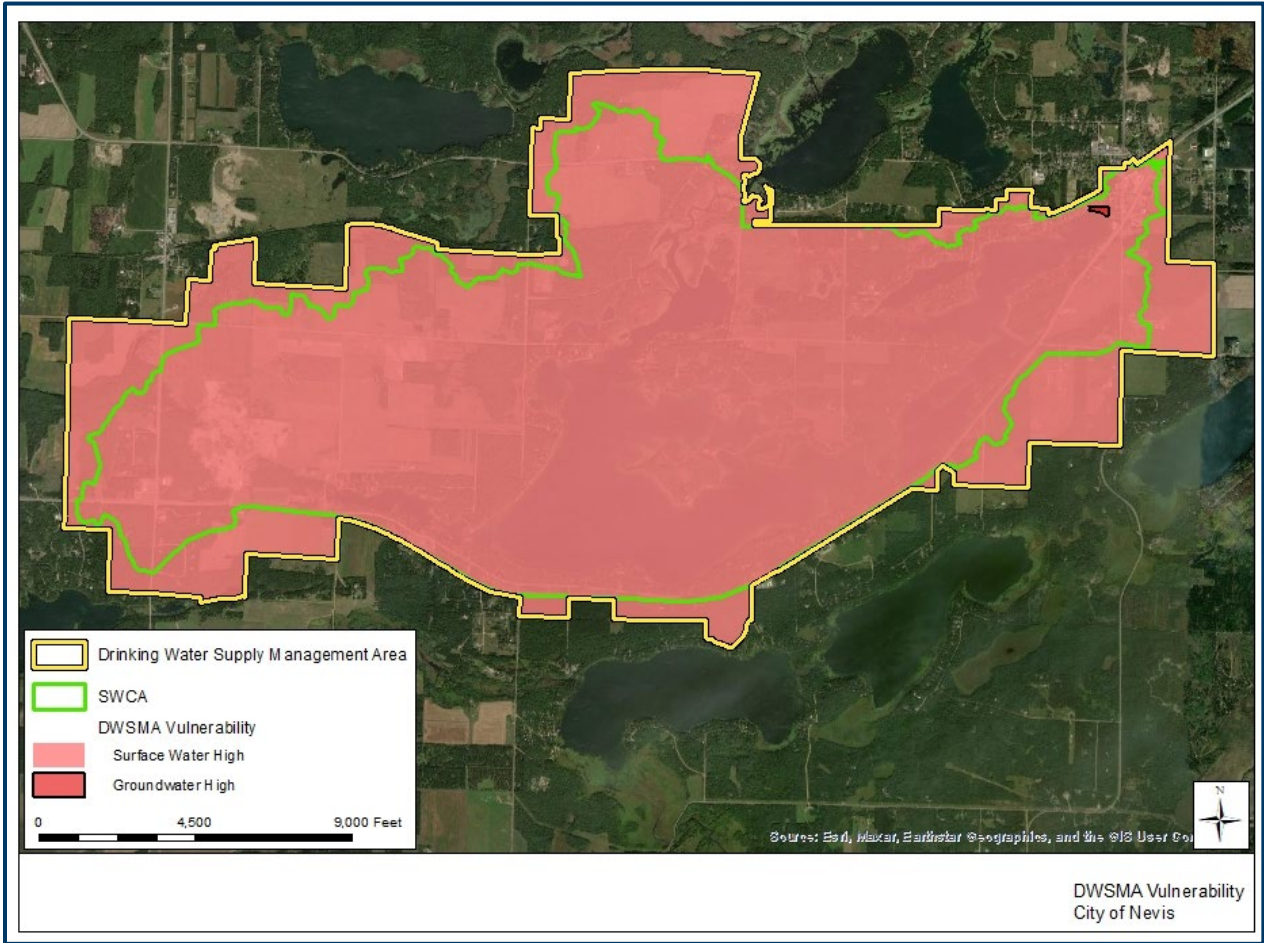 Drinking Water Supply Management Area
SWCA
DWSMA Vulnerability
Surface Water High
Groundwater High
0 4,500 9,000 Feet
N
Source: Esri, Maxar, Earthstar Geographics, and the GIS User
DWSMA Vulnerability
City of Nevis